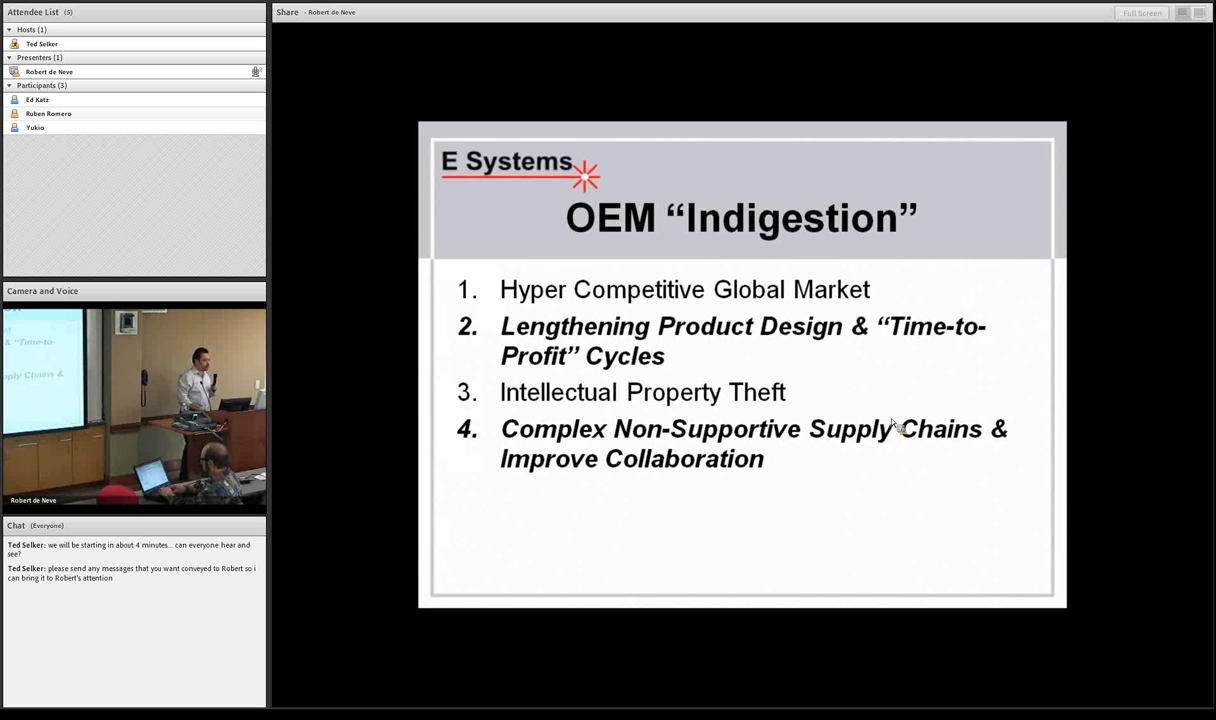 Attendee List (5)
Hosts (1)
Ted Selker
Presenters (1)
Robert de Neve
Participants (3)
Ed Katz
Ruben Romero
Yukio
Camera and Voice
& "Time-to-
pply Chains &
Robert de Neve
Chat (Everyone)
Ted Selker: we will be starting in about 4 minutes... can everyone hear and
see?
Ted Selker: please send any messages that you want conveyed to Robert so i
can bring it to Robert's attention
Share - Robert de Neve
Full Screen
E Systems
OEM “Indigestion”
1. Hyper Competitive Global Market
2. Lengthening Product Design & “Time-to-
Profit” Cycles
3. Intellectual Property Theft
4. Complex Non-Supportive Supply Chains &
Improve Collaboration